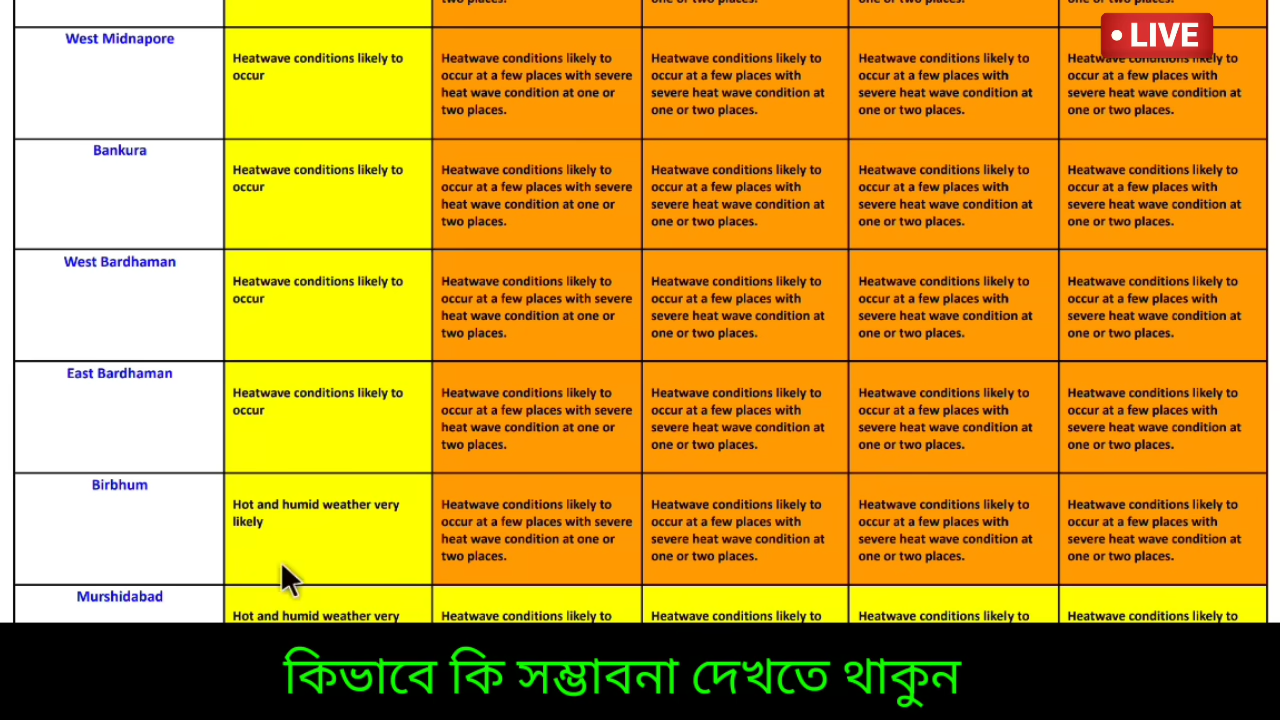 two places.
one or two places.
one or two places.
one or two places.
LIVE
West Midnapore
Heatwave conditions likely to
occur
Heatwave conditions likely to
occur at a few places with severe
heat wave condition at one or
two places.
Heatwave conditions likely to
occur at a few places with
severe heat wave condition at
one or two places.
Heatwave conditions likely to
occur at a few places with
severe heat wave condition at
one or two places.
Heatwave conditions likely to
occur at a few places with
severe heat wave condition at
one or two places.
Bankura
Heatwave conditions likely to
occur
Heatwave conditions likely to
occur at a few places with severe
heat wave condition at one or
two places.
Heatwave conditions likely to
occur at a few places with
severe heat wave condition at
one or two places.
Heatwave conditions likely to
occur at a few places with
severe heat wave condition at
one or two places.
Heatwave conditions likely to
occur at a few places with
severe heat wave condition at
one or two places.
West Bardhaman
Heatwave conditions likely to
occur
Heatwave conditions likely to
occur at a few places with severe
heat wave condition at one or
two places.
Heatwave conditions likely to
occur at a few places with
severe heat wave condition at
one or two places.
Heatwave conditions likely to
occur at a few places with
severe heat wave condition at
one or two places.
Heatwave conditions likely to
occur at a few places with
severe heat wave condition at
one or two places.
East Bardhaman
Heatwave conditions likely to
occur
Heatwave conditions likely to
occur at a few places with severe
heat wave condition at one or
two places.
Heatwave conditions likely to
occur at a few places with
severe heat wave condition at
one or two places.
Heatwave conditions likely to
occur at a few places with
severe heat wave condition at
one or two places.
Heatwave conditions likely to
occur at a few places with
severe heat wave condition at
one or two places.
Birbhum
Hot and humid weather very
likely
Heatwave conditions likely to
occur at a few places with severe
heat wave condition at one or
two places.
Heatwave conditions likely to
occur at a few places with
severe heat wave condition at
one or two places.
Heatwave conditions likely to
occur at a few places with
severe heat wave condition at
one or two places.
Heatwave conditions likely to
occur at a few places with
severe heat wave condition at
one or two places.
Murshidabad
Hot and humid weather very
Heatwave conditions likely to
Heatwave conditions likely to
Heatwave conditions likely to
Heatwave conditions likely to
কিভাবে কি সম্ভাবনা দেখতে থাকুন